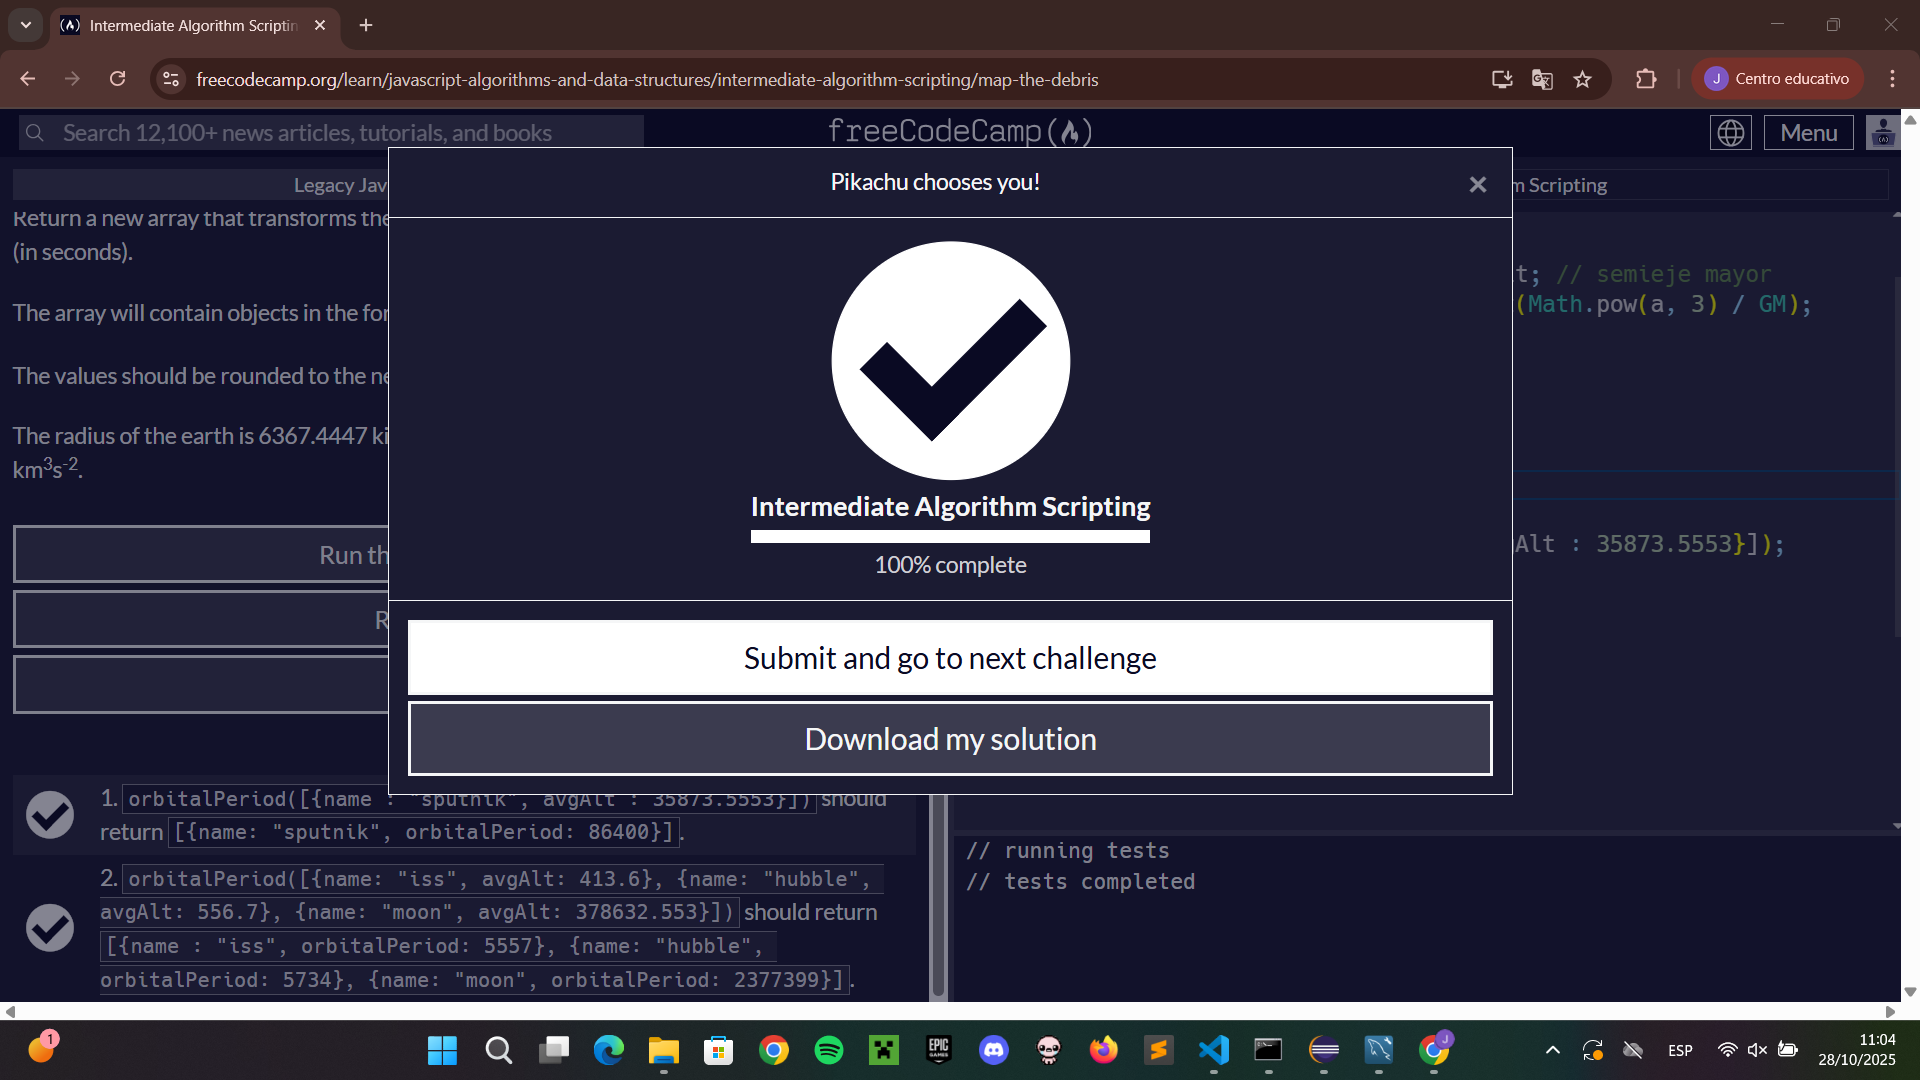 Intermediate Algorithm Scriptin
freecodecamp.org/learn/javascript-algorithms-and-data-structures/intermediate-algorithm-scripting/map-the-debris
J Centro educativo
Search 12,100+ news articles, tutorials, and books
freeCodeCamp(🔥)
Menu
Legacy Jav
m Scripting
Pikachu chooses you!
Return a new array that transforms the
(in seconds).
The array will contain objects in the for
The values should be rounded to the ne
The radius of the earth is 6367.4447 ki
km³s⁻².
t; // semieje mayor
(Math.pow(a, 3) / GM);
Alt : 35873.5553}]);
Intermediate Algorithm Scripting
100% complete
Submit and go to next challenge
Download my solution
Run th
R
1. orbitalPeriod([{name : "sputnik", avgAlt : 35873.5553}]) should
return [{name: "sputnik", orbitalPeriod: 86400}].
2. orbitalPeriod([{name: "iss", avgAlt: 413.6}, {name: "hubble",
avgAlt: 556.7}, {name: "moon", avgAlt: 378632.553}]) should return
[{name : "iss", orbitalPeriod: 5557}, {name: "hubble",
orbitalPeriod: 5734}, {name: "moon", orbitalPeriod: 2377399}].
// running tests
// tests completed
1
EPIC
GAMES
J
ESP
11:04
28/10/2025